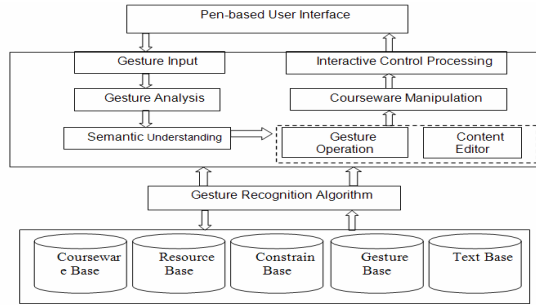 Pen-based User Interface
Gesture Input
Interactive Control Processing
Gesture Analysis
Courseware Manipulation
Semantic Understanding
Gesture
Operation
Content
Editor
Gesture Recognition Algorithm
Coursewar
e Base
Resource
Base
Constrain
Base
Gesture
Base
Text Base